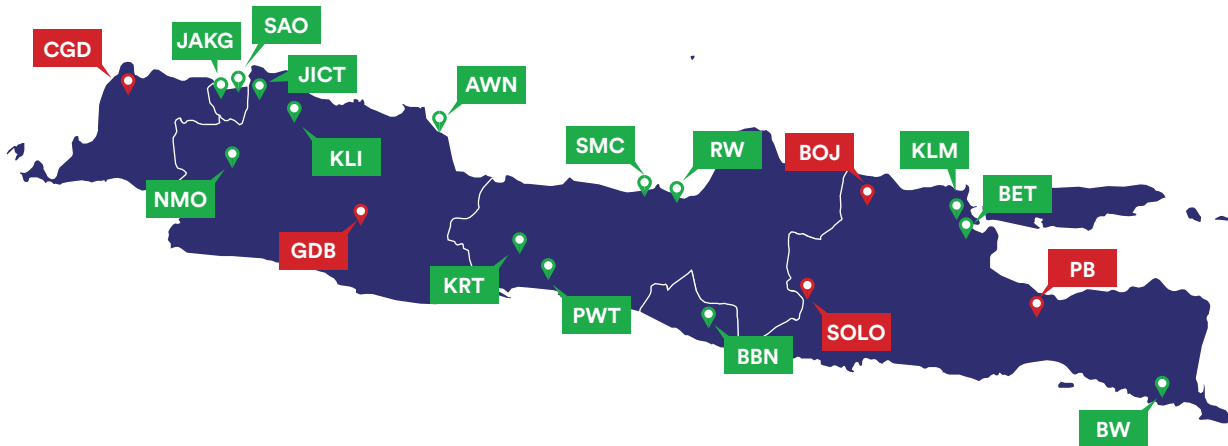 SAO
JAKG
CGD
JICT
AWN
KLI
SMC
RW
BOJ
KLM
BET
NMO
GDB
KRT
PB
PWT
SOLO
BBN
BW